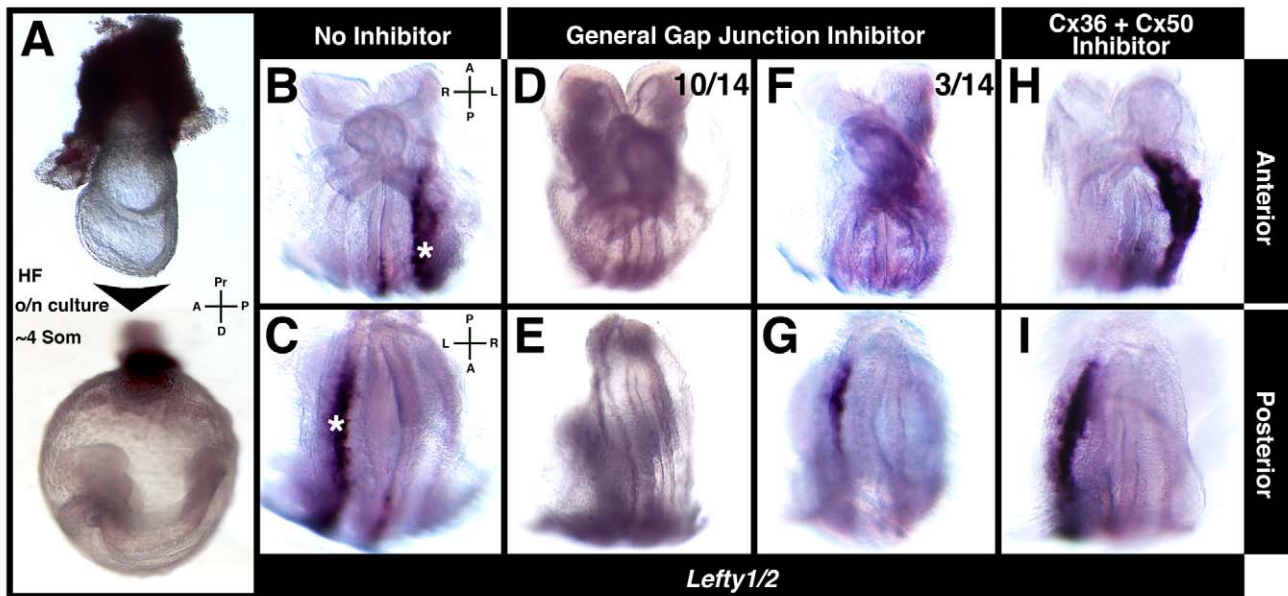 A
No Inhibitor
General Gap Junction Inhibitor
Cx36 + Cx50
Inhibitor
B
A
R L
P
D
10/14
F
3/14
H
Anterior
*
HF
o/n culture
~4 Som
Pr
A P
D
C
P
L R
A
*
E
G
I
Posterior
Lefty1/2